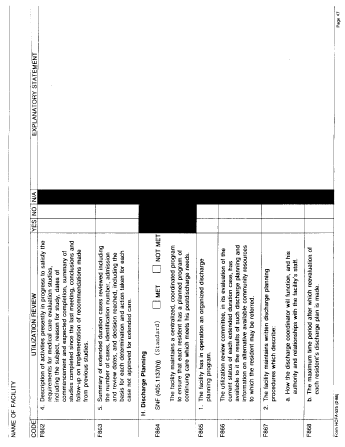 NAME OF FACILITY
CODE
UTILIZATION REVIEW
YES
NO
N/A
EXPLANATORY STATEMENT
F862
4. Description of activities presently in progress to satisfy the
requirements for medical care evaluation studies,
including the subject, reason for study, dates of
commencement and expected completion, summary of
studies completed since the last meeting, conclusions and
follow-up on implementation of recommendations made
from previous studies.
F863
5. Summary of extended duration cases reviewed including
the number of cases, identification number, admission
and review dates, and decision reached, including the
basis for each determination and action taken for each
case not approved for extended care.
H. Discharge Planning
F864
SNF (405.1137(h)) (Standard) MET NOT MET
The facility maintains a centralized, coordinated program
to ensure that each resident has a planned program of
continuing care which meets his postdischarge needs.
F865
1. The facility has in operation an organized discharge
planning program.
F866
The utilization review committee, in its evaluation of the
current status of each extended duration case, has
available to it the results of such discharge planning and
information on alternative available community resources
to which the resident may be referred.
F867
2. The facility maintains written discharge planning
procedures which describe:
a. How the discharge coordinator will function, and his
authority and relationships with the facility's staff.
F868
b. The maximum time period after which reevaluation of
each resident's discharge plan is made.
Form HCFA-525 (2-86)
Page 47